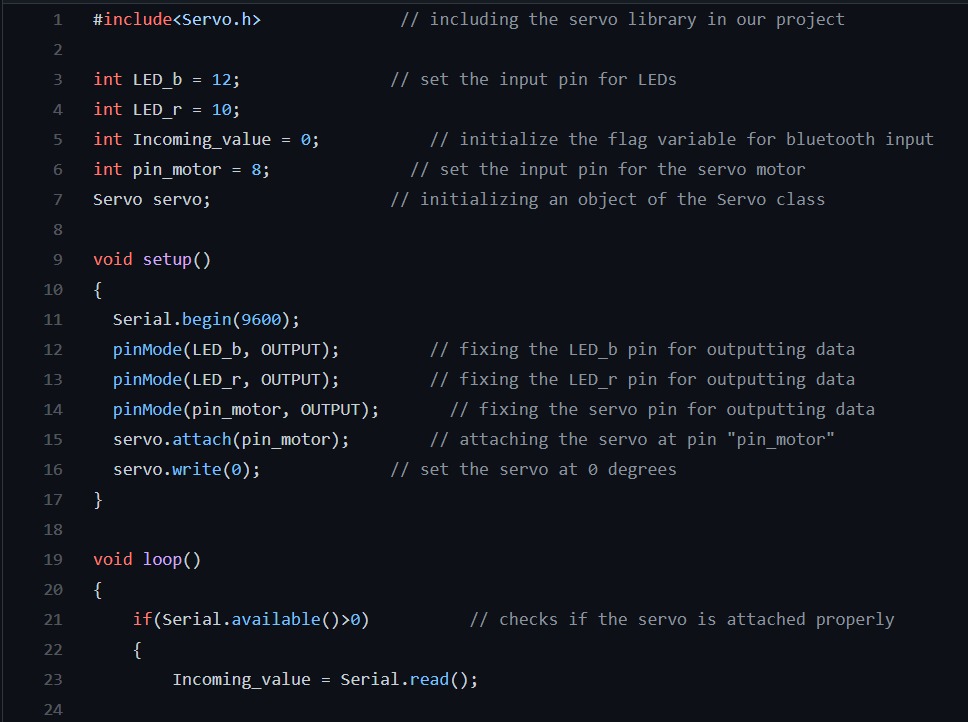 1 #include<Servo.h> // including the servo library in our project
2
3 int LED_b = 12; // set the input pin for LEDs
4 int LED_r = 10;
5 int Incoming_value = 0; // initialize the flag variable for bluetooth input
6 int pin_motor = 8; // set the input pin for the servo motor
7 Servo servo; // initializing an object of the Servo class
8
9 void setup()
10 {
11 Serial.begin(9600);
12 pinMode(LED_b, OUTPUT); // fixing the LED_b pin for outputting data
13 pinMode(LED_r, OUTPUT); // fixing the LED_r pin for outputting data
14 pinMode(pin_motor, OUTPUT); // fixing the servo pin for outputting data
15 servo.attach(pin_motor); // attaching the servo at pin "pin_motor"
16 servo.write(0); // set the servo at 0 degrees
17 }
18
19 void loop()
20 {
21 if(Serial.available()>0) // checks if the servo is attached properly
22 {
23 Incoming_value = Serial.read();
24